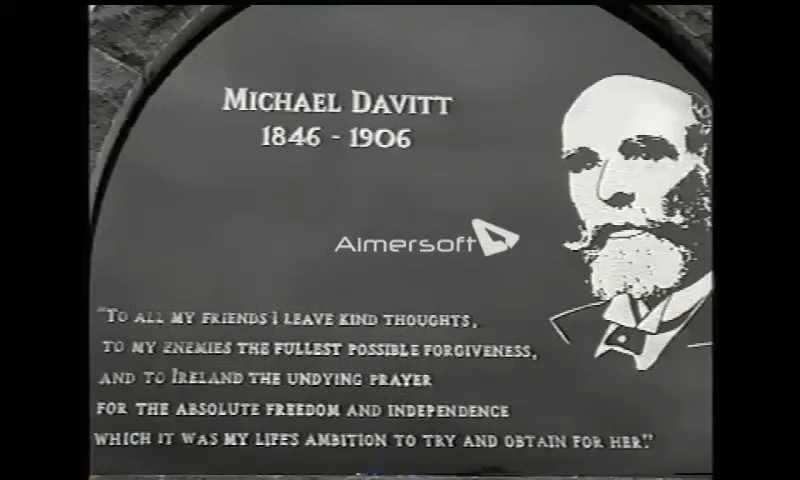 MICHAEL DAVITT
1846 - 1906
Aimersoft
"TO ALL MY FRIENDS I LEAVE KIND THOUGHTS,
TO MY ENEMIES THE FULLEST POSSIBLE FORGIVENESS,
AND TO IRELAND THE UNDYING PRAYER
FOR THE ABSOLUTE FREEDOM AND INDEPENDENCE
WHICH IT WAS MY LIFE'S AMBITION TO TRY AND OBTAIN FOR HER."